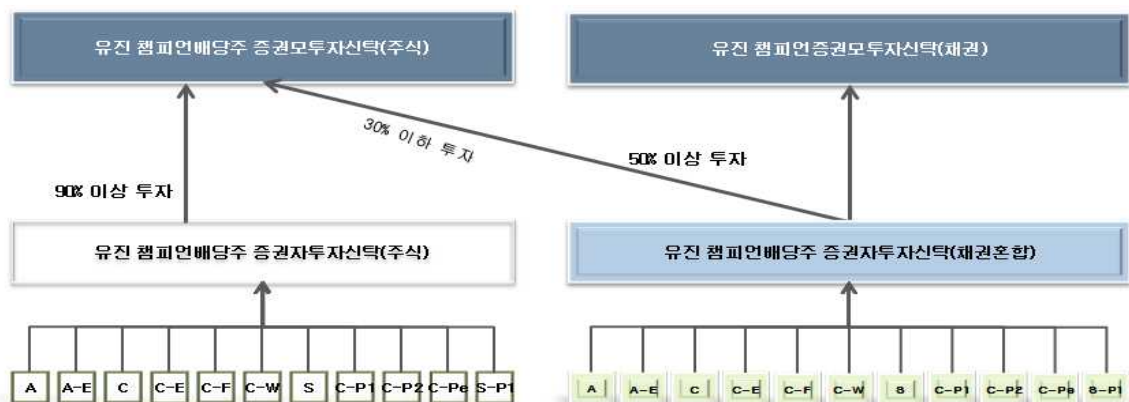 유진 챔피언배당주 증권모투자신탁(주식)
유진 챔피언증권모투자신탁(채권)
30% 이하 투자
50% 이상 투자
90% 이상 투자
유진 챔피언배당주 증권자투자신탁(주식)
유진 챔피언배당주 증권자투자신탁(채권혼합)
A A-E C C-E C-F C-W S C-P1 C-P2 C-Pe S-P1
A A-E C C-E C-F C-W S C-P1 C-P2 C-Pe S-P1